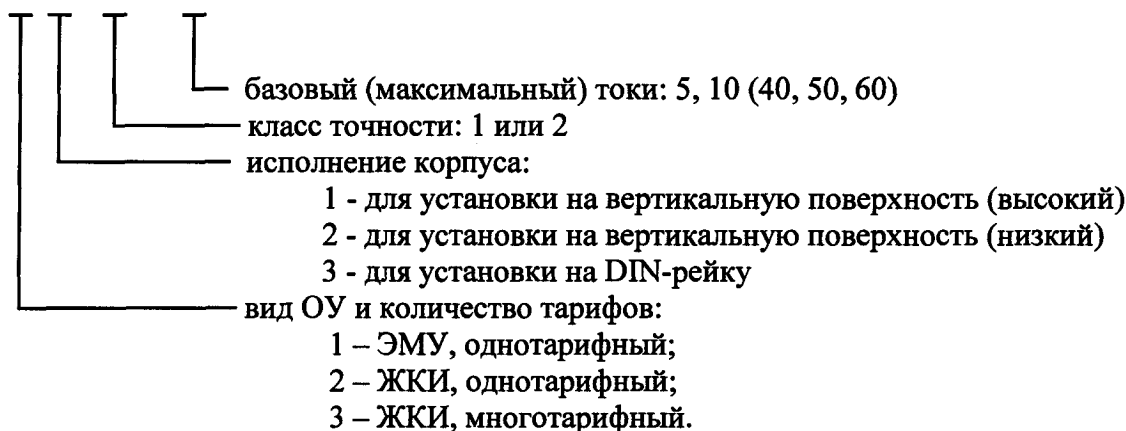 базовый (максимальный) токи: 5, 10 (40, 50, 60)
класс точности: 1 или 2
исполнение корпуса:
1 - для установки на вертикальную поверхность (высокий)
2 - для установки на вертикальную поверхность (низкий)
3 - для установки на DIN-рейку
вид ОУ и количество тарифов:
1 – ЭМУ, однотарифный;
2 – ЖКИ, однотарифный;
3 – ЖКИ, многотарифный.